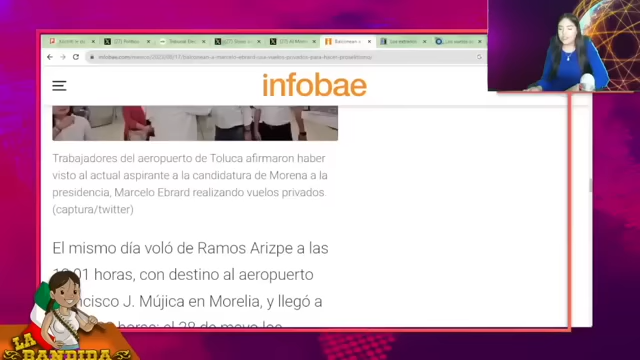 infobae
Trabajadores del aeropuerto de Toluca afirmaron haber
visto al actual aspirante a la candidatura de Morena a la
presidencia, Marcelo Ebrard realizando vuelos privados.
(captura/twitter)
El mismo día voló de Ramos Arizpe a las
01 horas, con destino al aeropuerto
ncisco J. Mújica en Morelia, y llegó a
horas; el 28 de mayo los
LA
BANDIDA